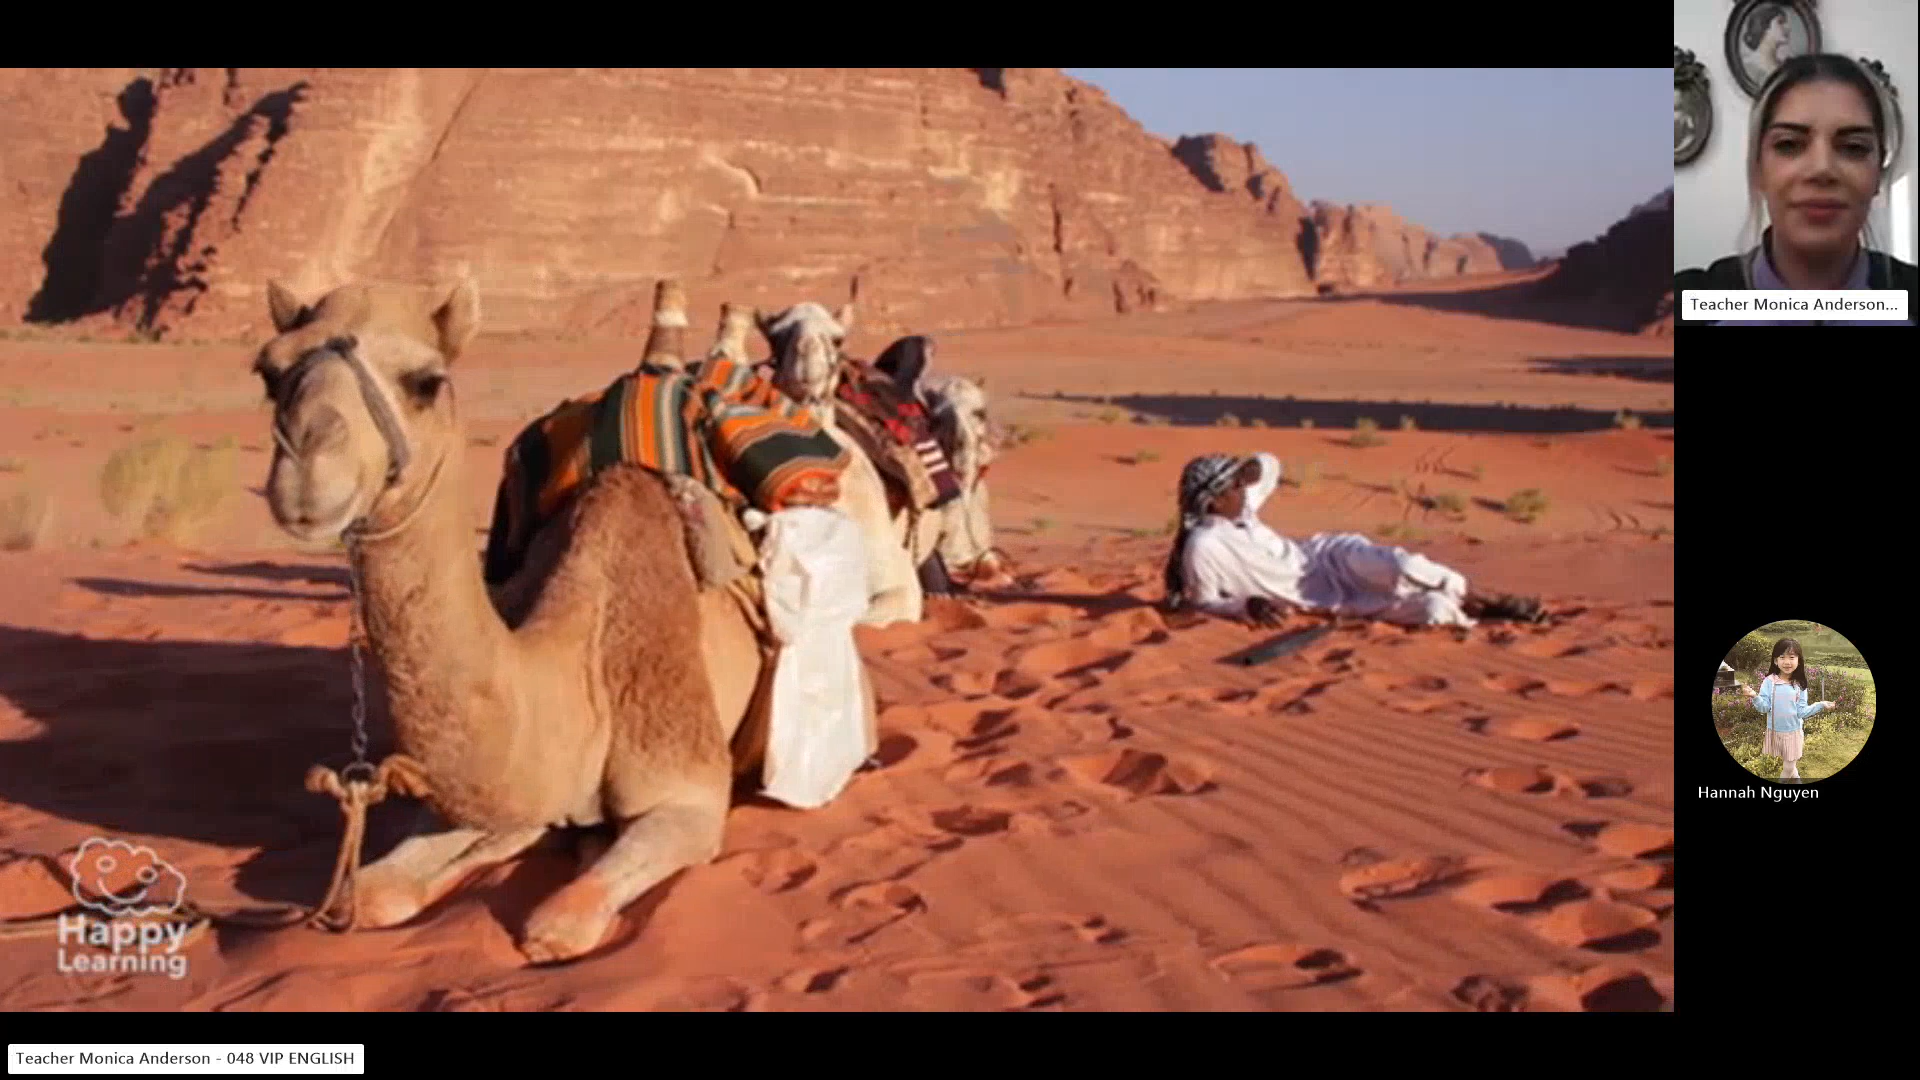 Teacher Monica Anderson...
Hannah Nguyen
Happy
Learning
Teacher Monica Anderson - 048 VIP ENGLISH